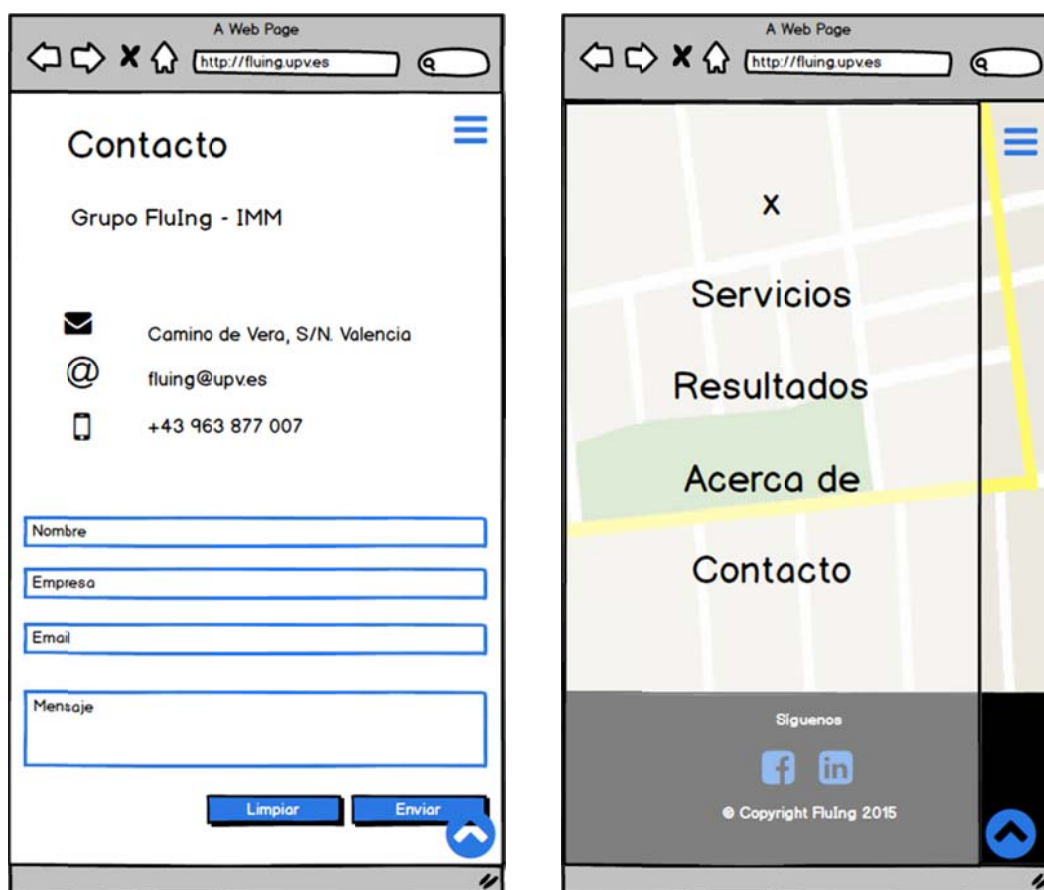 A Web Page
http://fluing.upv.es
Contacto
Grupo FluIng - IMM
Camino de Vera, S/N. Valencia
@
fluing@upv.es
+43 963 877 007
Nombre
Empresa
Email
Mensaje
Limpiar
Enviar
A Web Page
http://fluing.upv.es
X
Servicios
Resultados
Acerca de
Contacto
Síguenos
f
in
© Copyright FluIng 2015